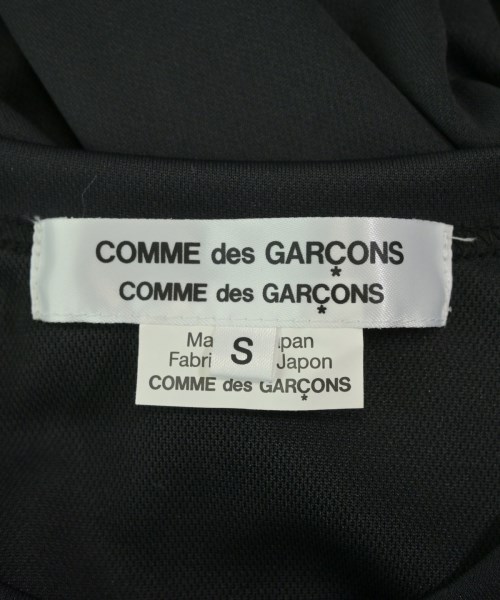 COMME des GARÇONS
COMME des GARÇONS
S
Ma pan
Fabri Japon
COMME des GARÇONS